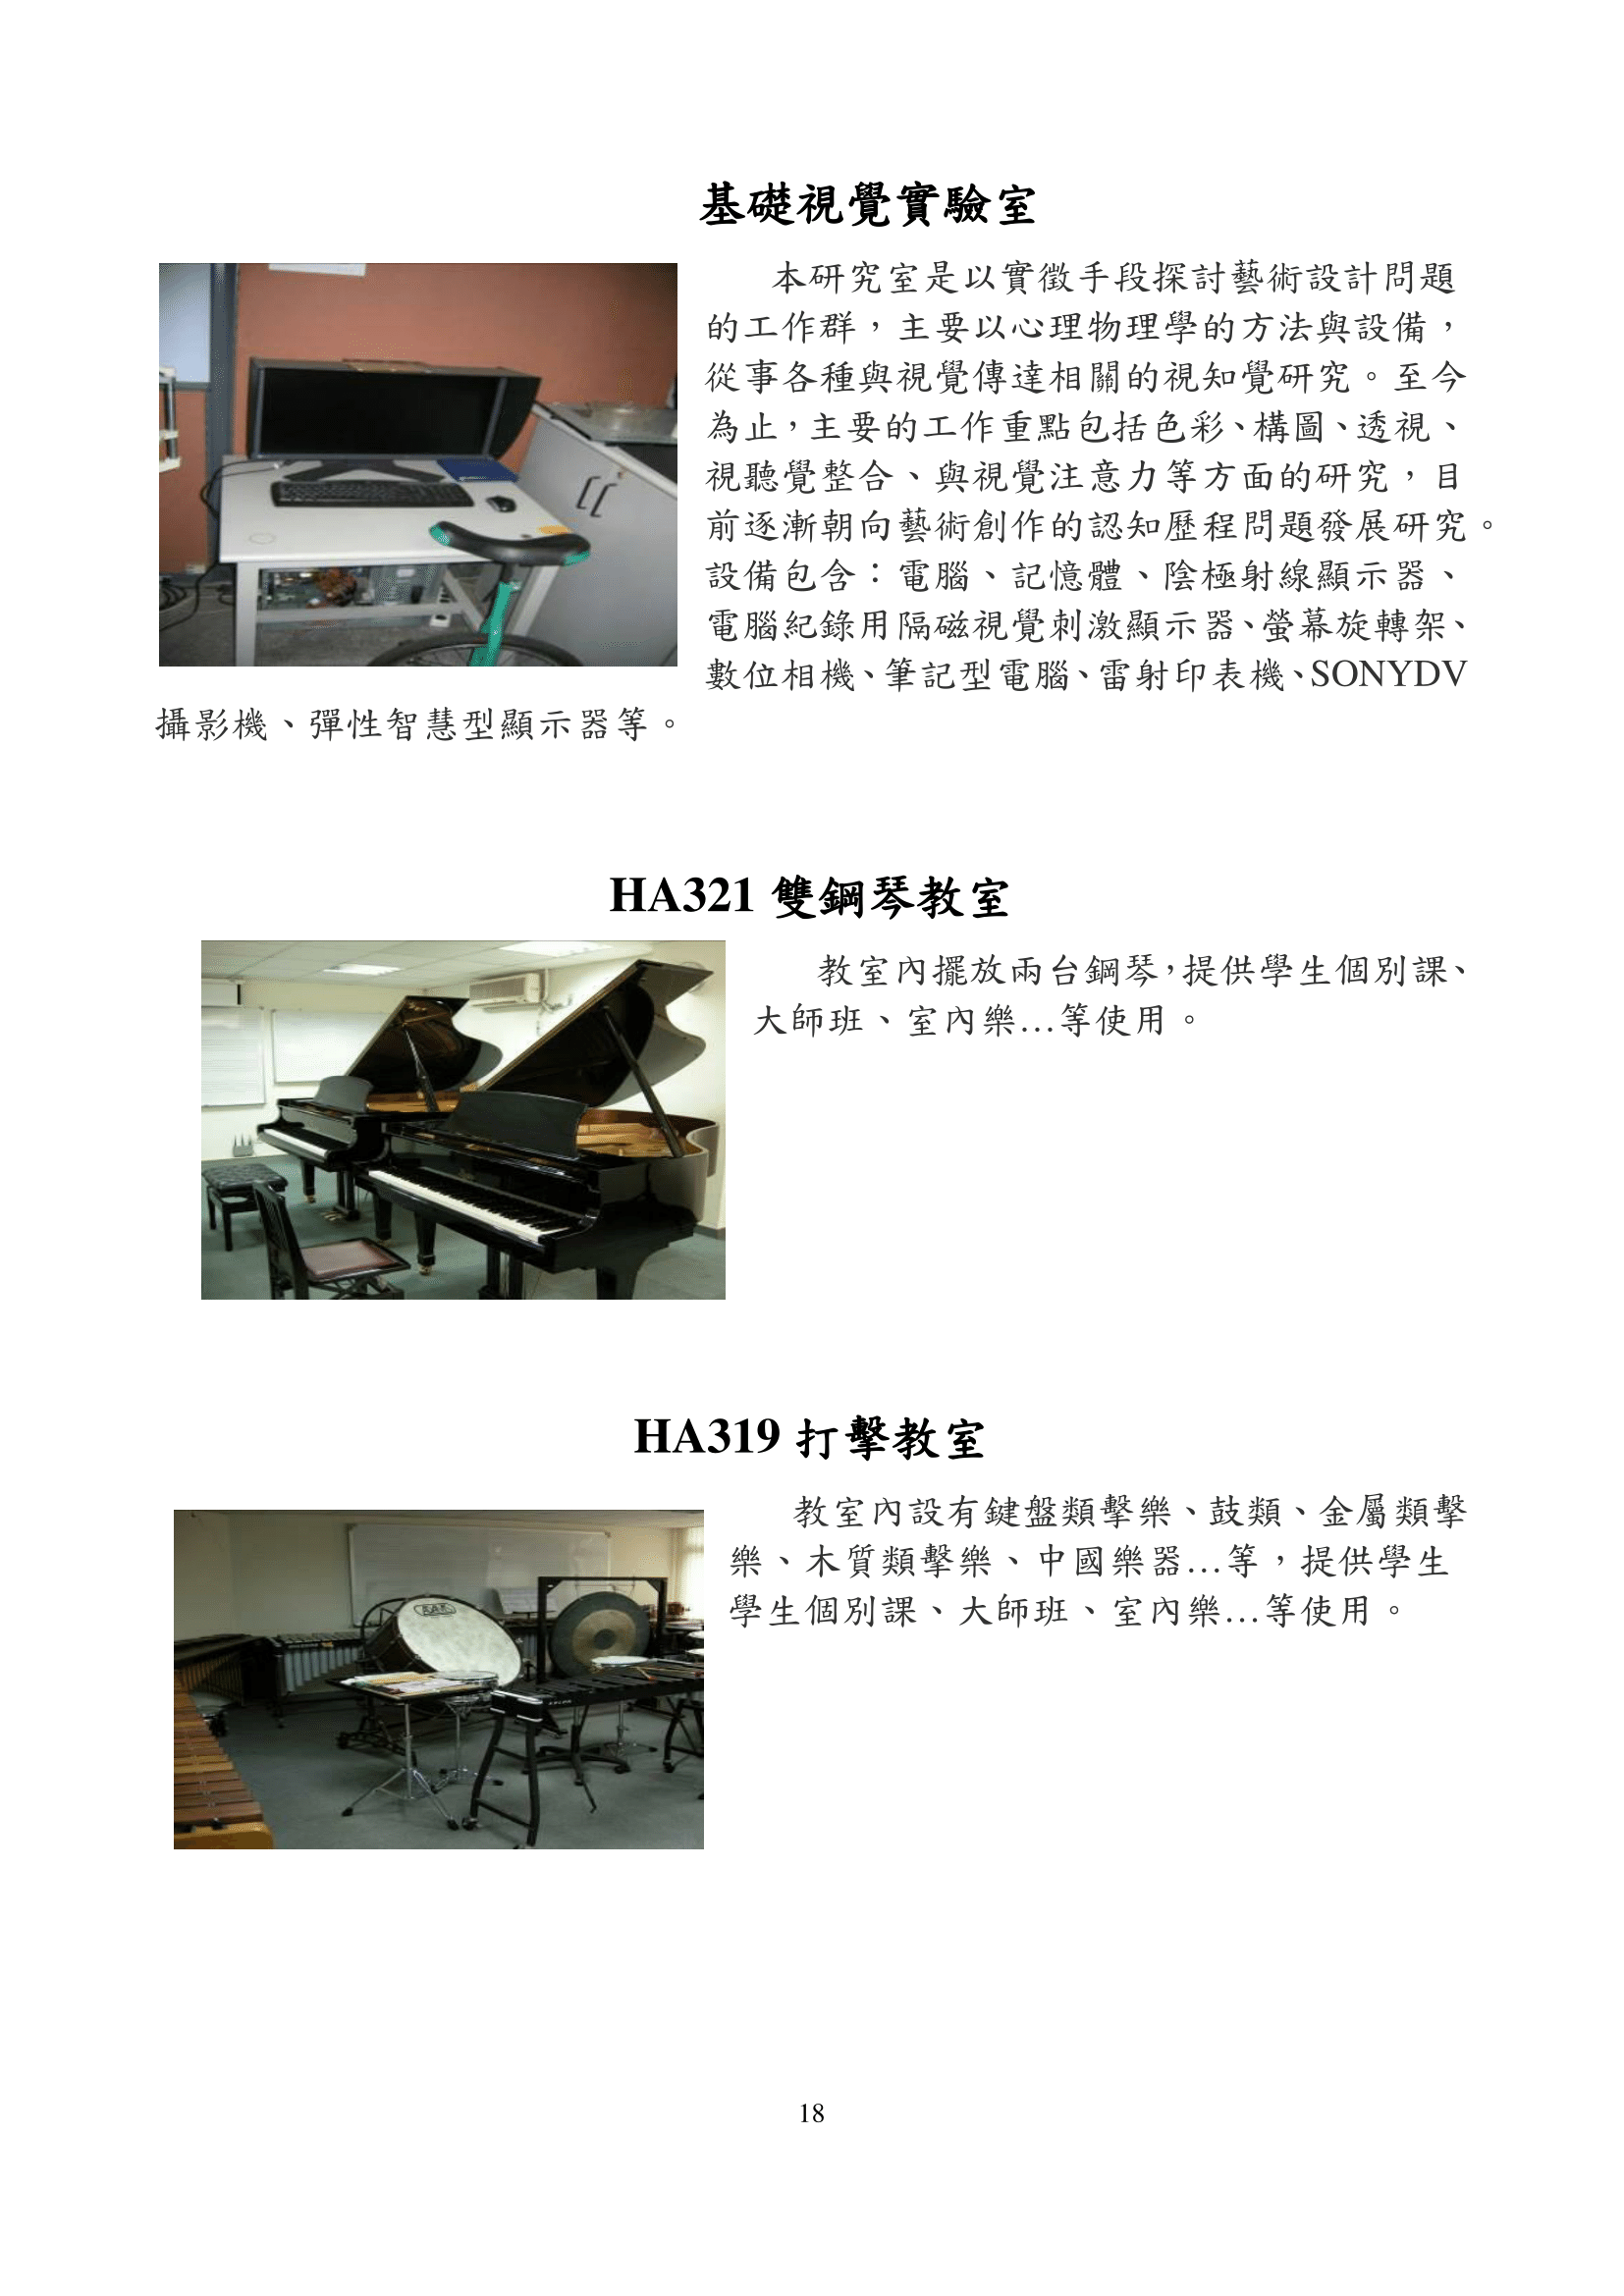 基礎視覺實驗室
本研究室是以實徵手段探討藝術設計問題
的工作群，主要以心理物理學的方法與設備，
從事各種與視覺傳達相關的視知覺研究。至今
為止，主要的工作重點包括色彩、構圖、透視、
視聽覺整合、與視覺注意力等方面的研究，目
前逐漸朝向藝術創作的認知歷程問題發展研究。
設備包含：電腦、記憶體、陰極射線顯示器、
電腦紀錄用隔磁視覺刺激顯示器、螢幕旋轉架、
數位相機、筆記型電腦、雷射印表機、SONYDV
攝影機、彈性智慧型顯示器等。
HA321 雙鋼琴教室
教室內擺放兩台鋼琴，提供學生個別課、
大師班、室內樂…等使用。
HA319 打擊教室
教室內設有鍵盤類擊樂、鼓類、金屬類擊
樂、木質類擊樂、中國樂器…等，提供學生
學生個別課、大師班、室內樂…等使用。
18